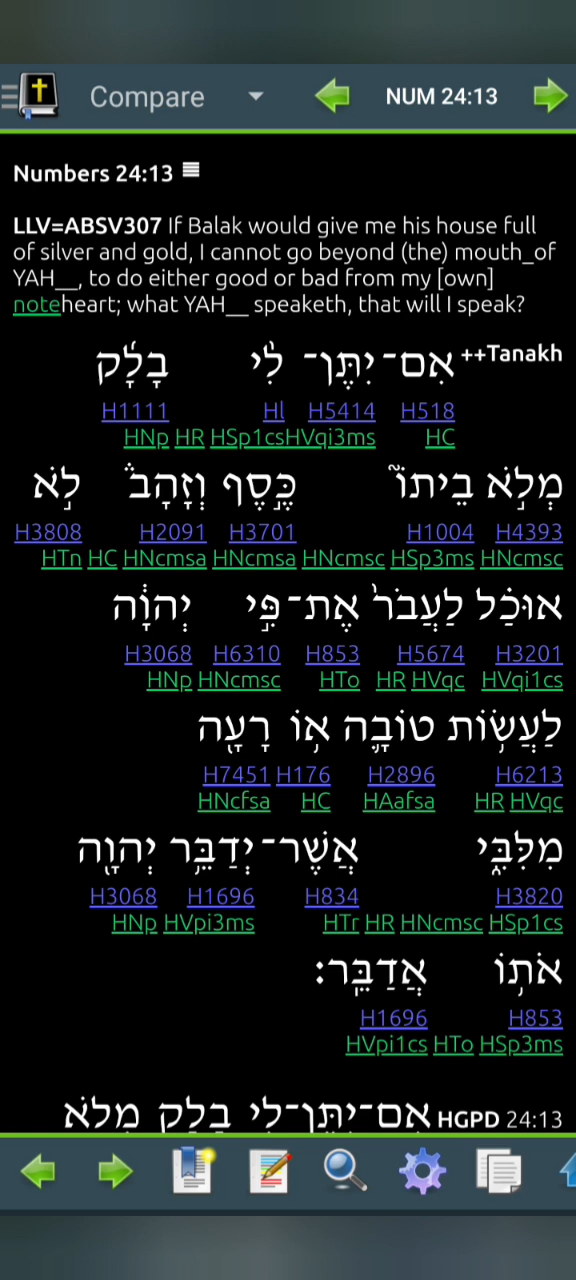 Compare
NUM 24:13
Numbers 24:13
LLV=ABSV307 If Balak would give me his house full
of silver and gold, I cannot go beyond (the) mouth_of
YAH__, to do either good or bad from my [own]
noteheart; what YAH__ speaketh, that will I speak?
++Tanakh אִם־יִתֶּן־ לִ֨י בָלָ֜ק
H1111 Hl H5414 H518
HNp HR HSp1csHVqi3ms HC
מְלֹ֣א בֵיתוֹ֮ כֶּ֣סֶף וְזָהָב֒ לֹ֣א
H3808 H2091 H3701 H1004 H4393
HTn HC HNcmsa HNcmsa HNcmsc HSp3ms HNcmsc
אוּכַ֗ל לַעֲבֹר֙ אֶת־פִּ֣י יְהוָ֔ה
H3068 H6310 H853 H5674 H3201
HNp HNcmsc HTo HR HVqc HVqi1cs
לַעֲשׂ֥וֹת טוֹבָ֛ה א֥וֹ רָעָ֖ה
H7451 H176 H2896 H6213
HNcfsa HC HAafsa HR HVqc
מִלִּבִּ֑י אֲשֶׁר־יְדַבֵּ֥ר יְהוָ֖ה
H3068 H1696 H834 H3820
HNp HVpi3ms HTr HR HNcmsc HSp1cs
אֹת֥וֹ אֲדַבֵּֽר׃
H1696 H853
HVpi1cs HTo HSp3ms
HGPD 24:13 אִם־יִתֶּן־לִי בָלָק מְלֹא